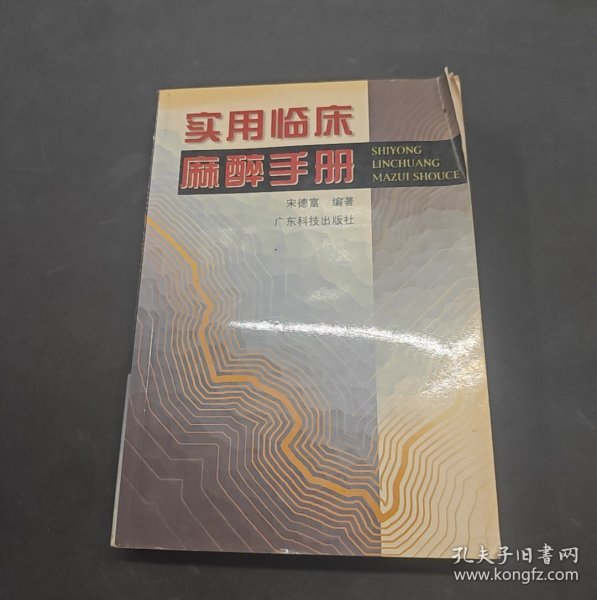 实用临床
麻醉手册
SHIYONG
LINCHUANG
MAZUI SHOUCE
宋德富 编著
广东科技出版社
孔夫子旧书网
www.kongfz.com